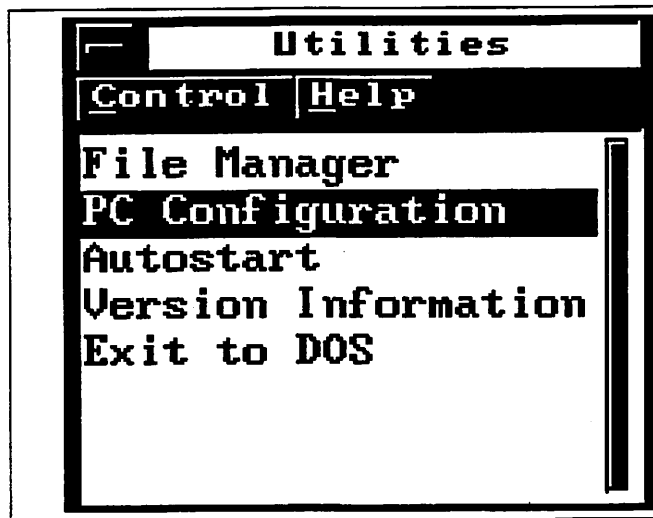 Utilities
Control Help
File Manager
PC Configuration
Autostart
Version Information
Exit to DOS